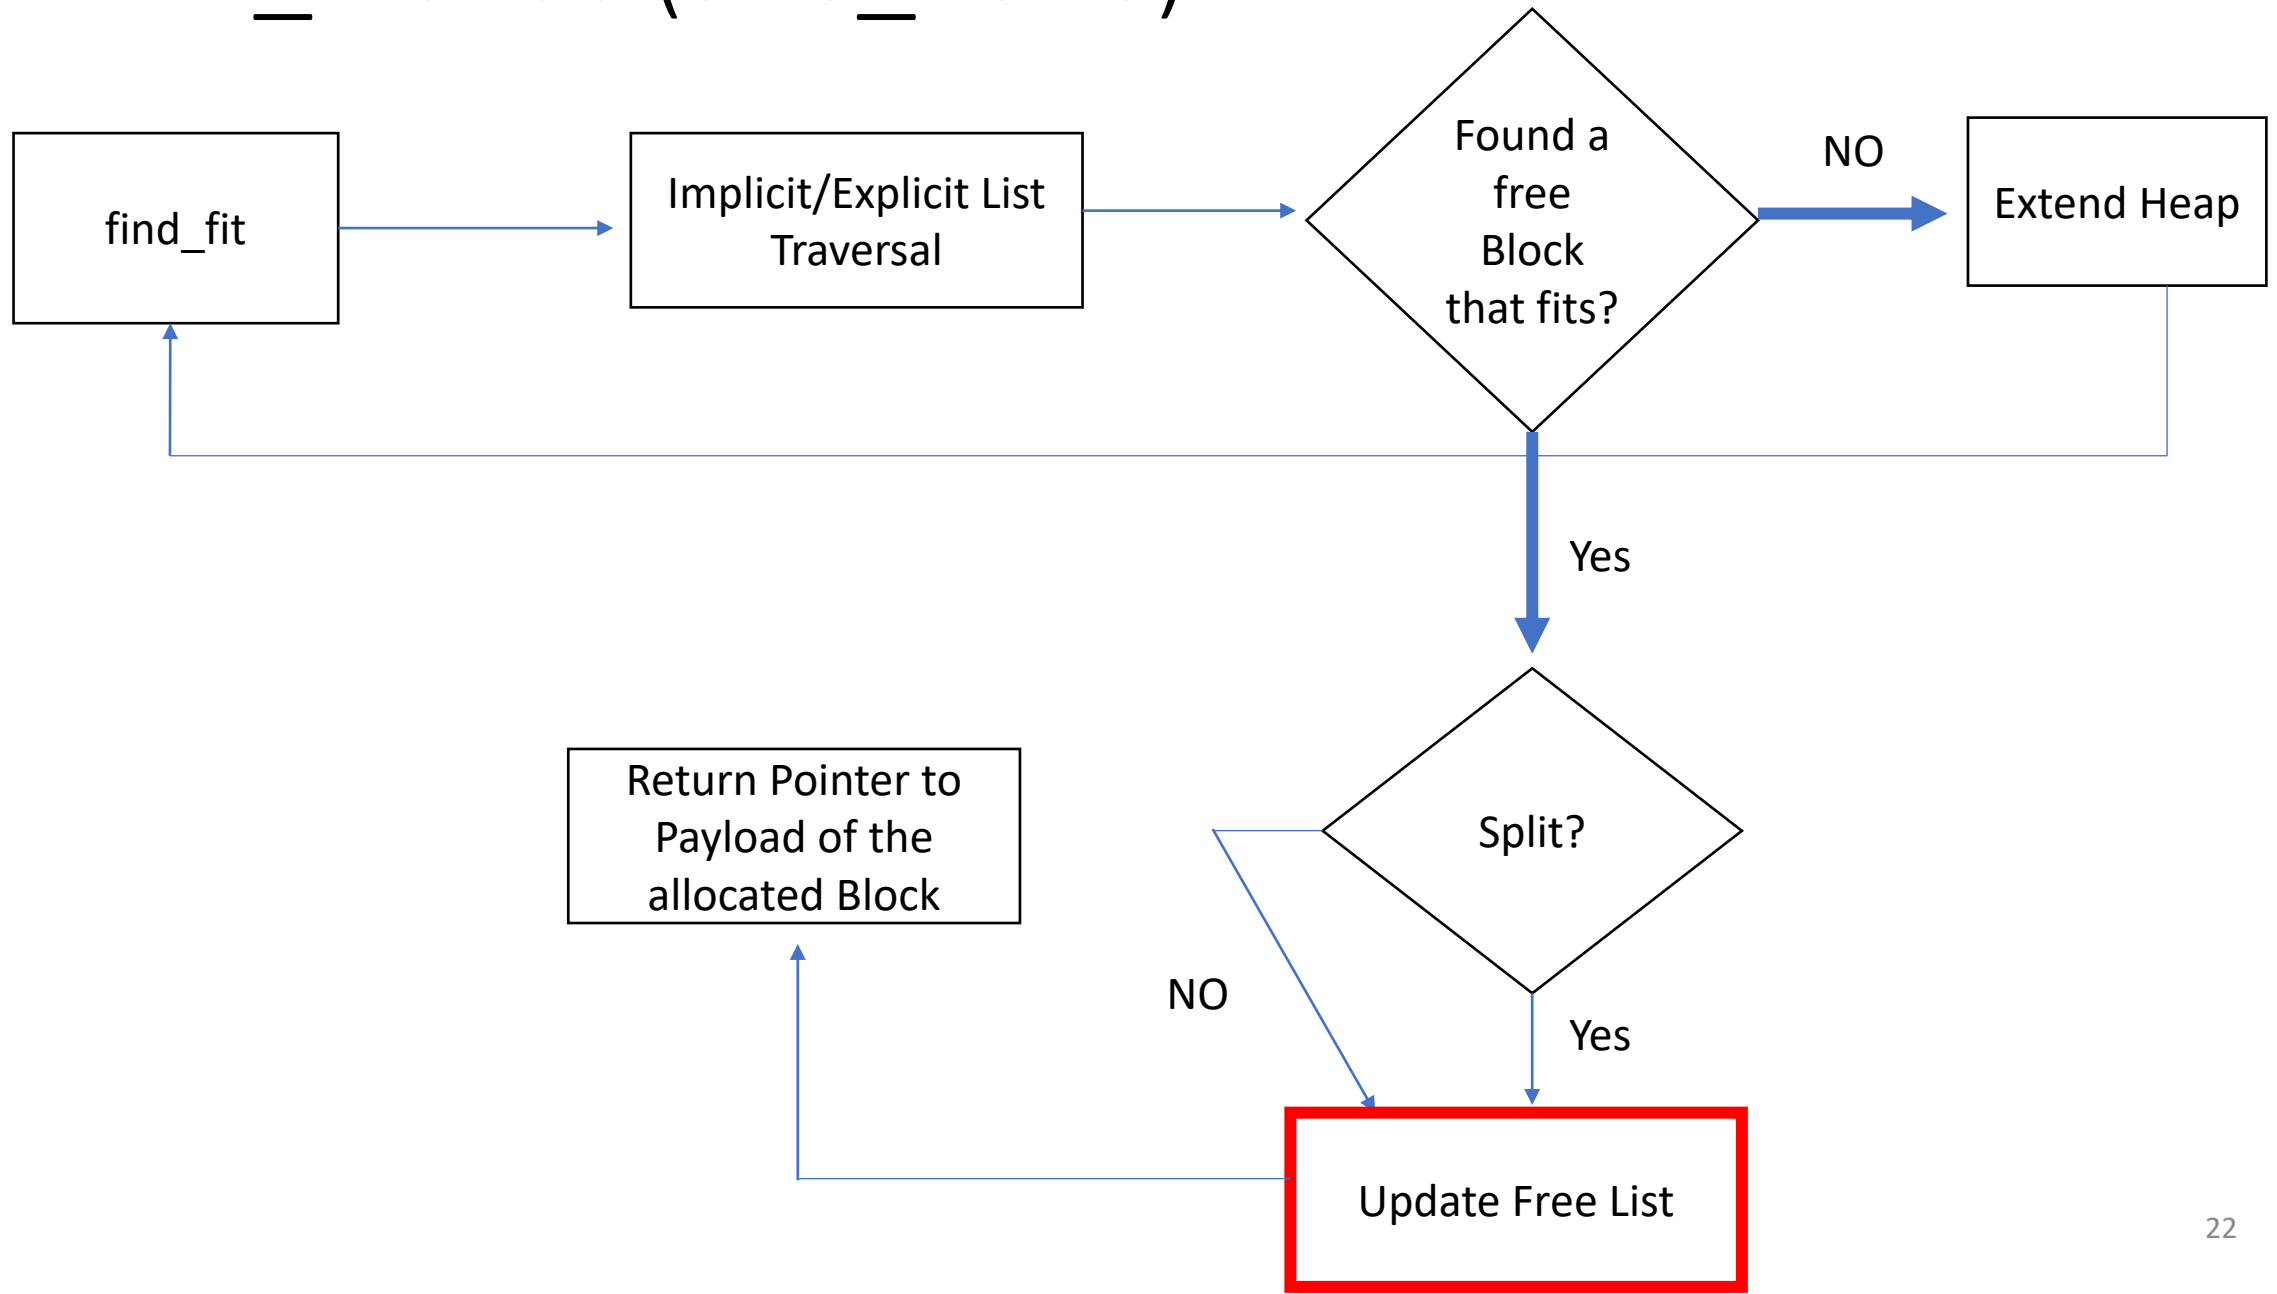 find_fit
Implicit/Explicit List
Traversal
Found a
free
Block
that fits?
NO
Extend Heap
Yes
Return Pointer to
Payload of the
allocated Block
Split?
NO
Yes
Update Free List
22